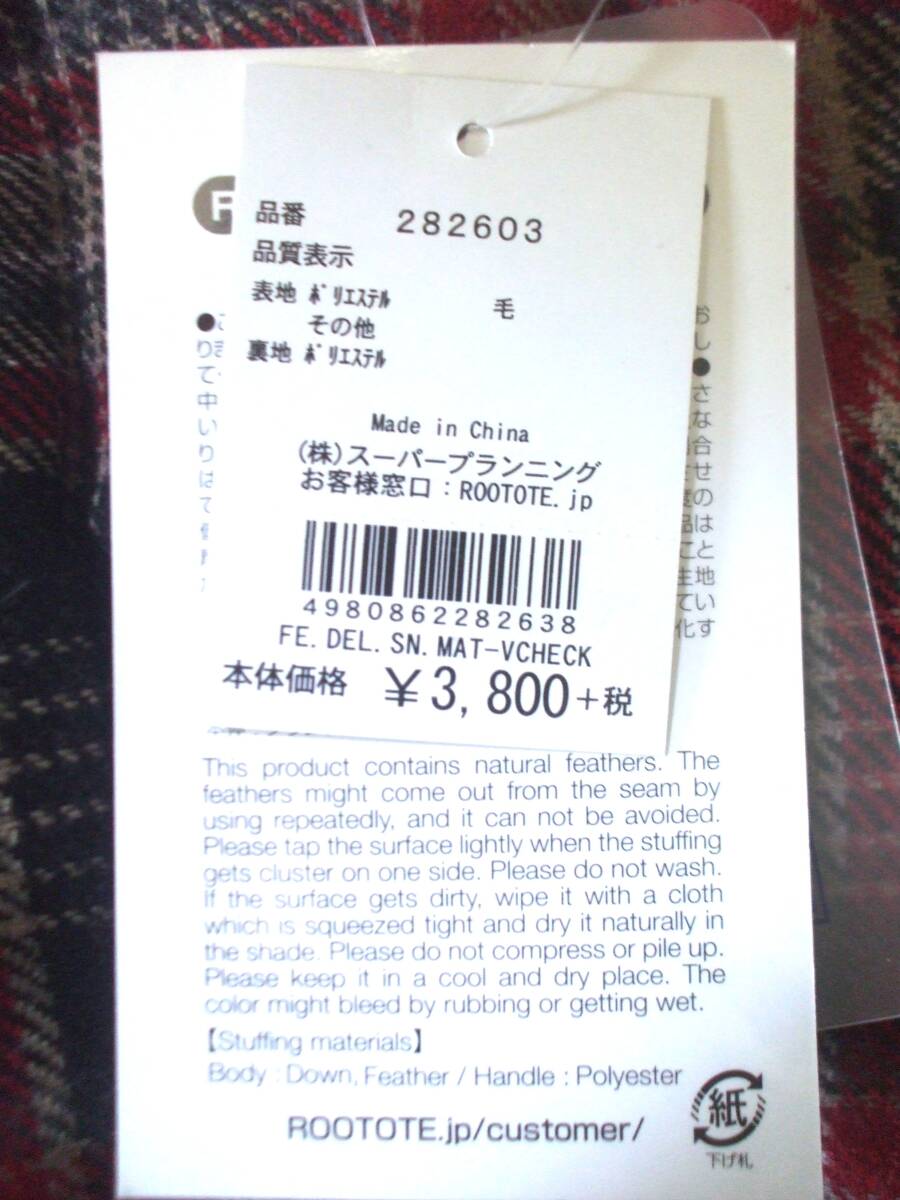 品番 282603
品質表示
表地 ﾎﾟﾘｴｽﾃﾙ 毛
その他
裏地 ﾎﾟﾘｴｽﾃﾙ
Made in China
(株)スーパープランニング
お客様窓口：ROOTOTE.jp
4980862282638
FE.DEL.SN.MAT-VCHECK
本体価格 ￥3,800+税
This product contains natural feathers. The
feathers might come out from the seam by
using repeatedly, and it can not be avoided.
Please tap the surface lightly when the stuffing
gets cluster on one side. Please do not wash.
If the surface gets dirty, wipe it with a cloth
which is squeezed tight and dry it naturally in
the shade. Please do not compress or pile up.
Please keep it in a cool and dry place. The
color might bleed by rubbing or getting wet.
【Stuffing materials】
Body : Down, Feather / Handle : Polyester
ROOTOTE.jp/customer/
紙
下げ札